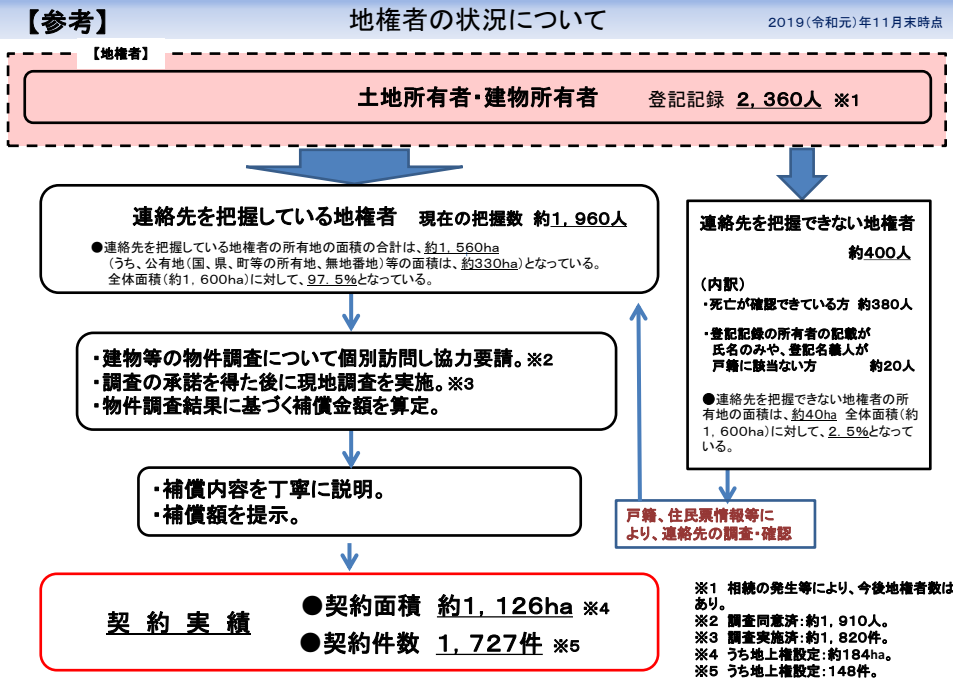 【参考】
地権者の状況について
2019(令和元)年11月末時点
【地権者】
土地所有者・建物所有者 登記記録 2,360人 ※1
連絡先を把握している地権者 現在の把握数 約1,960人
●連絡先を把握している地権者の所有地の面積の合計は、約1,560ha
(うち、公有地(国、県、町等の所有地、無地番地)等の面積は、約330ha)となっている。
全体面積(約1,600ha)に対して、97.5%となっている。
・建物等の物件調査について個別訪問し協力要請。※2
・調査の承諾を得た後に現地調査を実施。※3
・物件調査結果に基づく補償金額を算定。
・補償内容を丁寧に説明。
・補償額を提示。
契約実績
●契約面積 約1,126ha ※4
●契約件数 1,727件 ※5
連絡先を把握できない地権者
約400人
(内訳)
・死亡が確認できている方 約380人
・登記記録の所有者の記載が
氏名のみや、登記名義人が
戸籍に該当ない方 約20人
●連絡先を把握できない地権者の所
有地の面積は、約40ha 全体面積(約
1,600ha)に対して、2.5%となって
いる。
戸籍、住民票情報等に
より、連絡先の調査・確認
※1 相続の発生等により、今後地権者数は
あり。
※2 調査同意済:約1,910人。
※3 調査実施済:約1,820件。
※4 うち地上権設定:約184ha。
※5 うち地上権設定:148件。